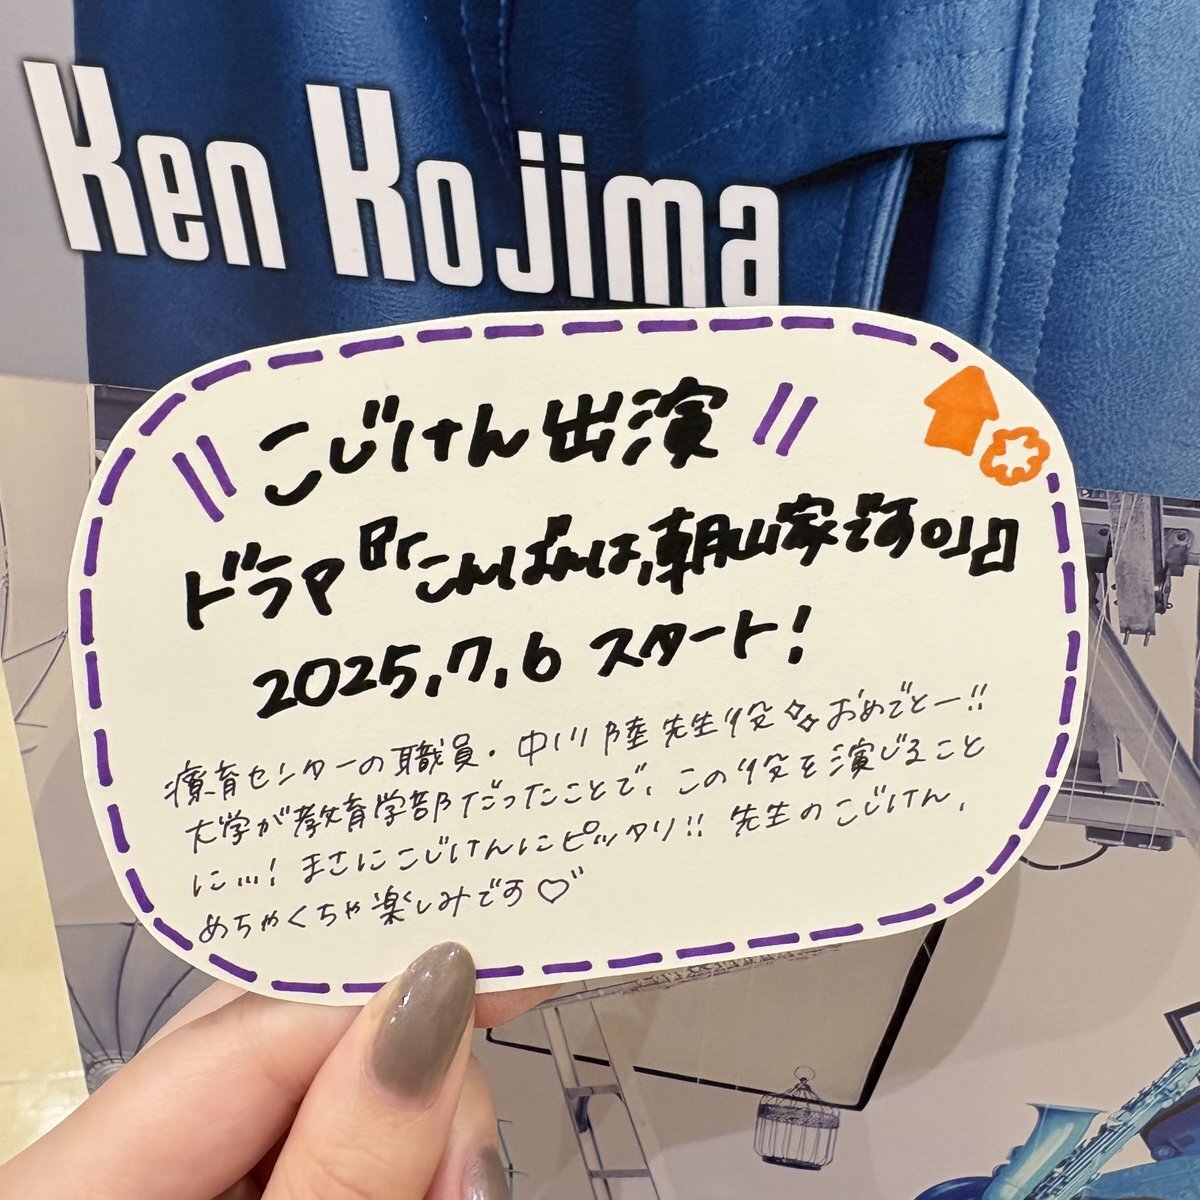 Ken Kojima
〃こじけん出演〃
ドラマ『こんばんは、朝山家です。』
2025.7.6 スタート!
療育センターの職員・中川陸先生役おめでとー!!
大学が教育学部だったことで、この役を演じること
に…! まさにこじけんにピッタリ!! 先生のこじけん、
めちゃくちゃ楽しみです♡